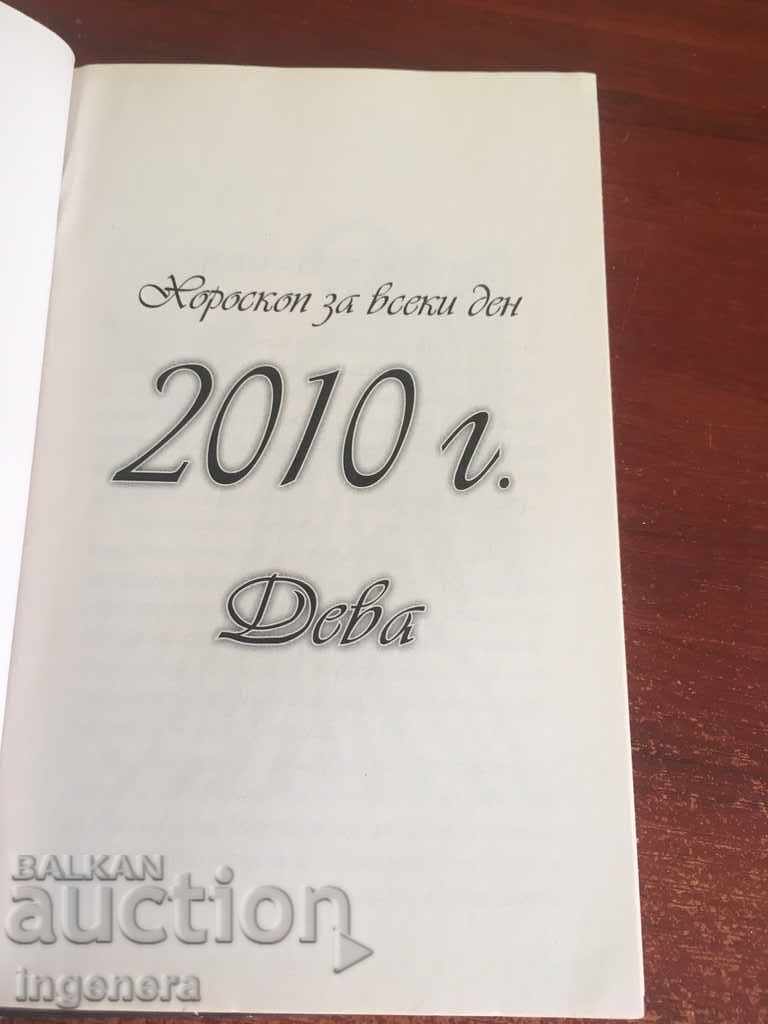 Хороскоп за всеки ден
2010 г.
Дева
BALKAN
auction
ingenera